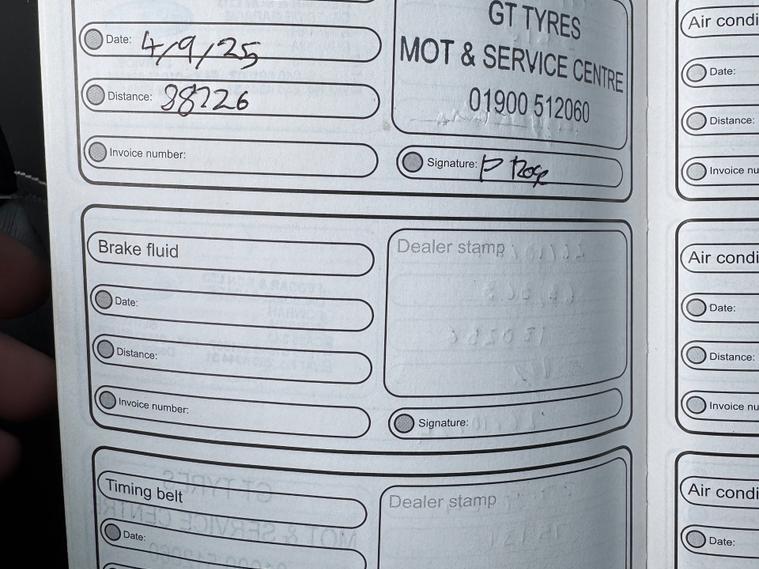 Date: 4/9/25
Distance: 38726
Invoice number:
GT TYRES
MOT & SERVICE CENTRE
01900 512060
Signature: P
Brake fluid
Date:
Distance:
Invoice number:
Dealer stamp
Signature:
Timing belt
Date:
Dealer stamp
Air condi
Date:
Distance:
Invoice nu
Air condi
Date:
Distance:
Invoice nu
Air condi
Date: